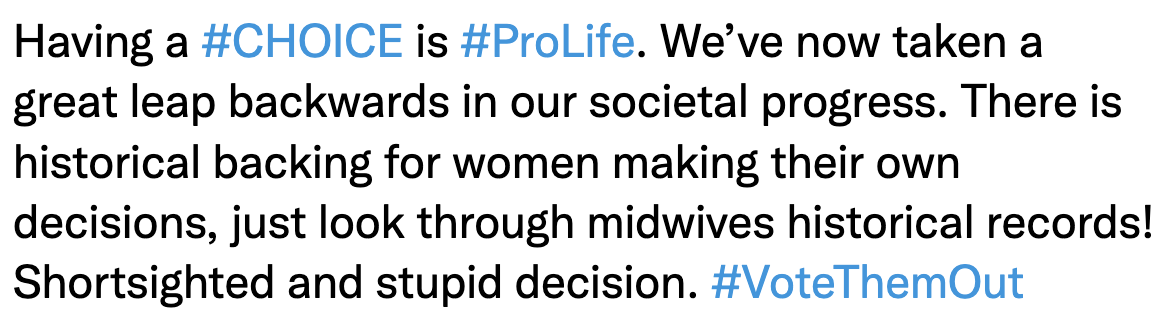 Having a #CHOICE is #ProLife. We’ve now taken a
great leap backwards in our societal progress. There is
historical backing for women making their own
decisions, just look through midwives historical records!
Shortsighted and stupid decision. #VoteThemOut